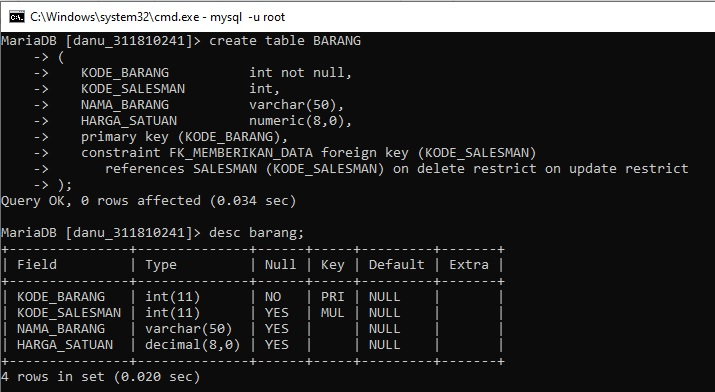 C:\Windows\system32\cmd.exe - mysql  -u root
MariaDB [danu_311810241]> create table BARANG
    -> (
    ->    KODE_BARANG          int not null,
    ->    KODE_SALESMAN        int,
    ->    NAMA_BARANG          varchar(50),
    ->    HARGA_SATUAN         numeric(8,0),
    ->    primary key (KODE_BARANG),
    ->    constraint FK_MEMBERIKAN_DATA foreign key (KODE_SALESMAN)
    ->       references SALESMAN (KODE_SALESMAN) on delete restrict on update restrict
    -> );
Query OK, 0 rows affected (0.034 sec)
MariaDB [danu_311810241]> desc barang;
+---------------+--------------+------+-----+---------+-------+
| Field         | Type         | Null | Key | Default | Extra |
+---------------+--------------+------+-----+---------+-------+
| KODE_BARANG   | int(11)      | NO   | PRI | NULL    |       |
| KODE_SALESMAN | int(11)      | YES  | MUL | NULL    |       |
| NAMA_BARANG   | varchar(50)  | YES  |     | NULL    |       |
| HARGA_SATUAN  | decimal(8,0) | YES  |     | NULL    |       |
+---------------+--------------+------+-----+---------+-------+
4 rows in set (0.020 sec)